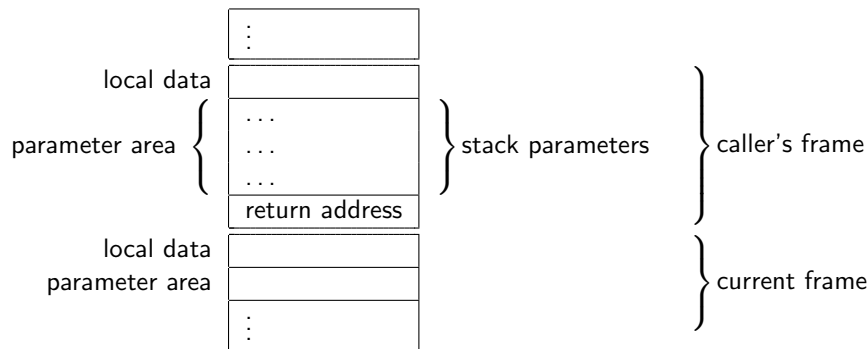 ⋮
local data
parameter area
...
...
...
stack parameters
return address
caller's frame
local data
parameter area
current frame
⋮